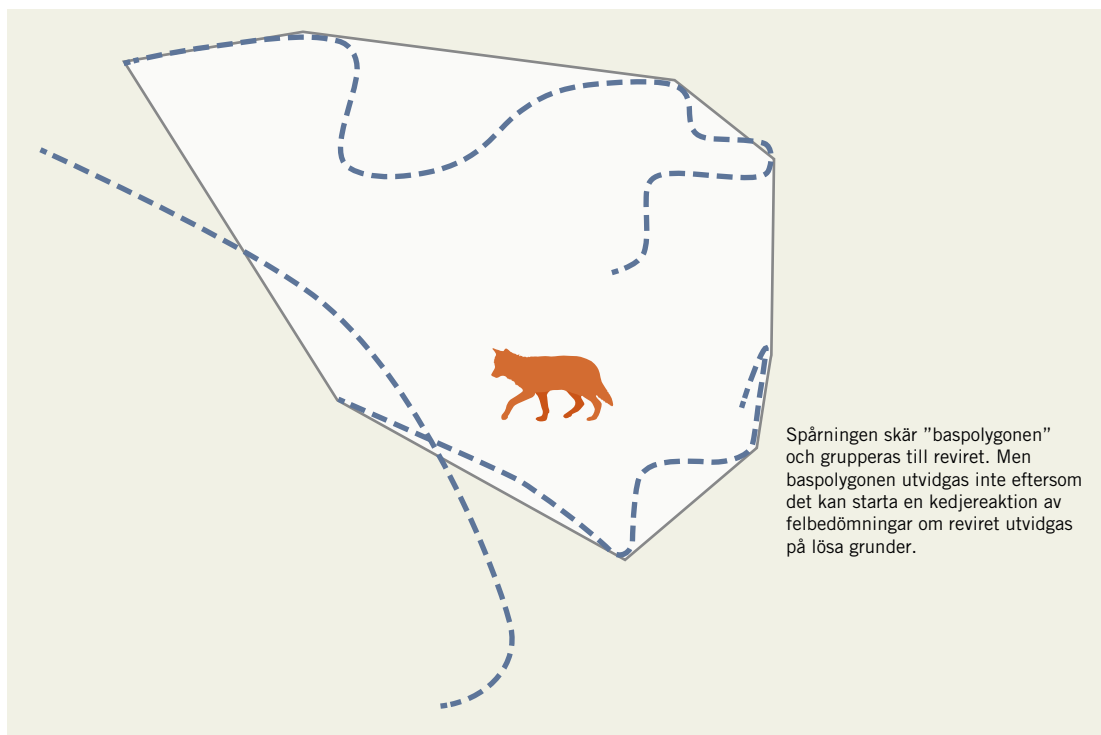 Spårningen skär ”baspolygonen”
och grupperas till reviret. Men
baspolygonen utvidgas inte eftersom
det kan starta en kedjereaktion av
felbedömningar om reviret utvidgas
på lösa grunder.